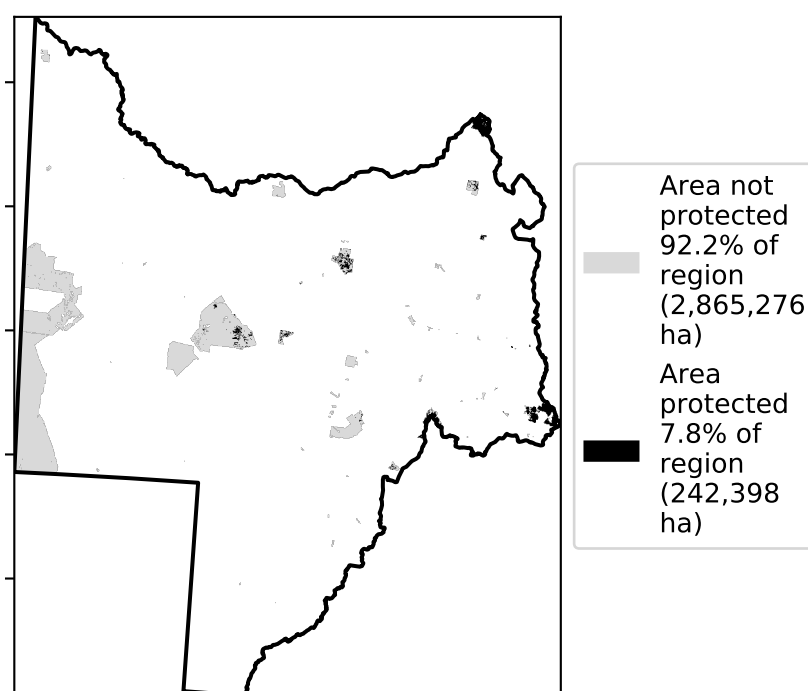 Area not
protected
92.2% of
region
(2,865,276
ha)
Area
protected
7.8% of
region
(242,398
ha)